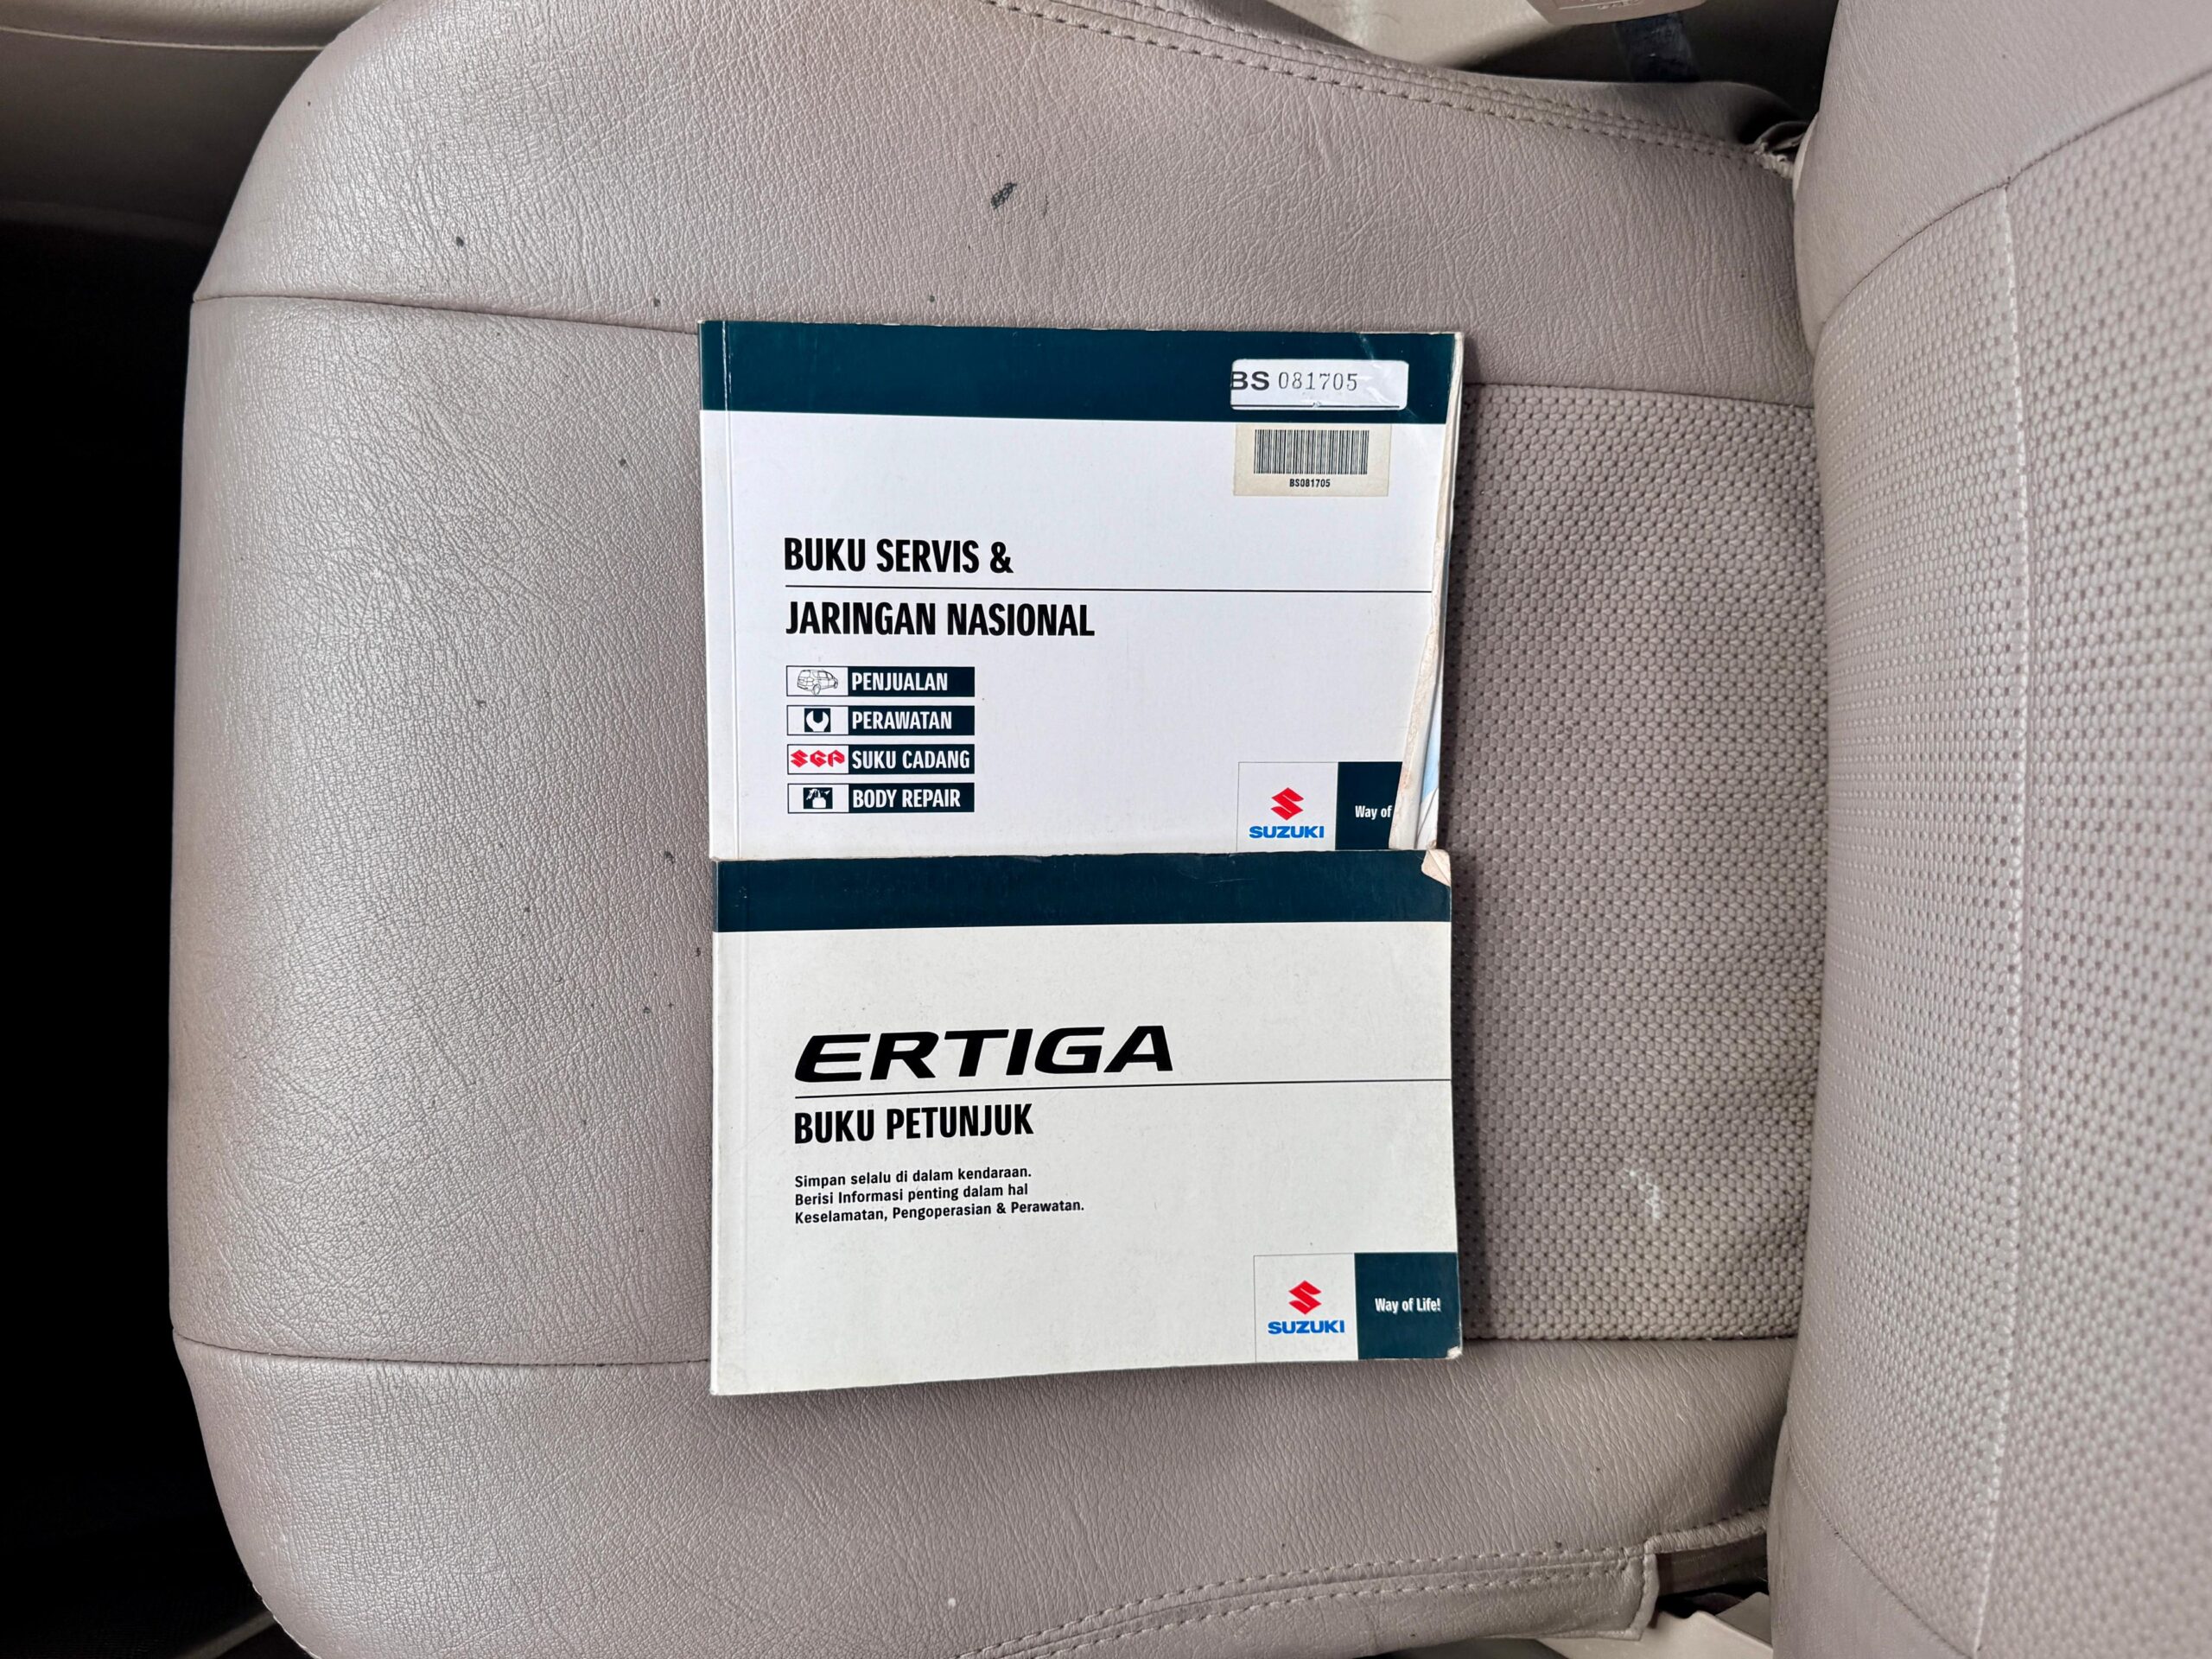 BS 081705
BS081705
BUKU SERVIS &
JARINGAN NASIONAL
PENJUALAN
PERAWATAN
SGP SUKU CADANG
BODY REPAIR
SUZUKI
Way of
ERTIGA
BUKU PETUNJUK
Simpan selalu di dalam kendaraan.
Berisi Informasi penting dalam hal
Keselamatan, Pengoperasian & Perawatan.
SUZUKI
Way of Life!